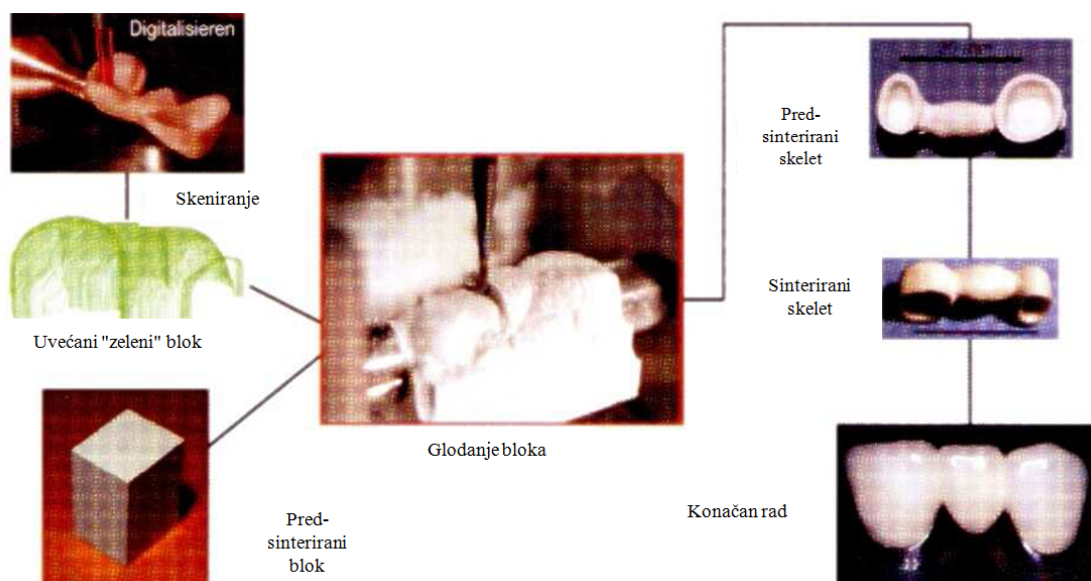 Digitalisieren
Skeniranje
Uvećani "zeleni" blok
Pred-
sinterirani
blok
Glodanje bloka
Pred-
sinterirani
skelet
Sinterirani
skelet
Konačan rad